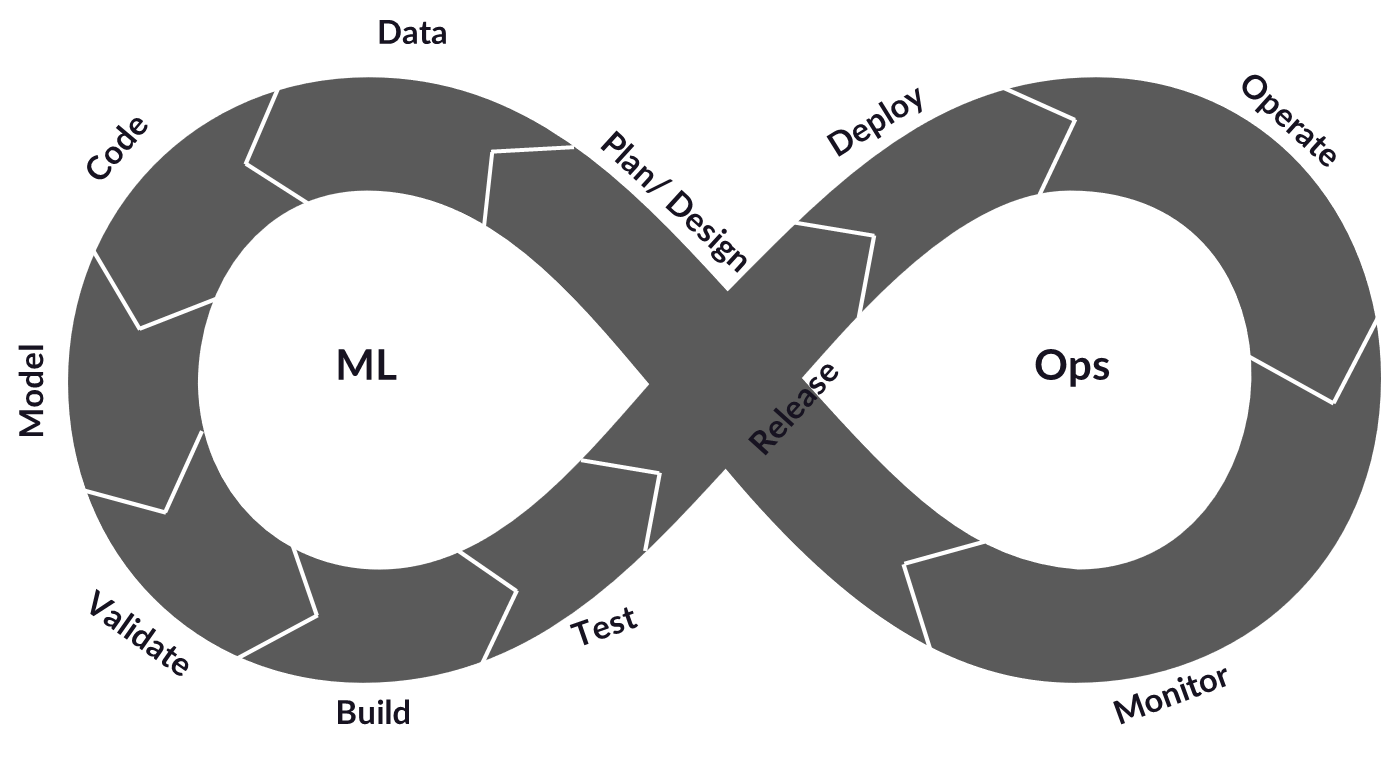 Data
Code
Plan/ Design
Deploy
Operate
Model
ML
Ops
Release
Validate
Test
Build
Monitor